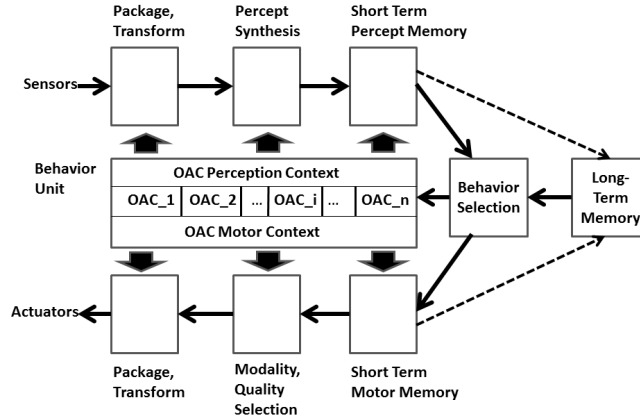 Package,
Transform
Percept
Synthesis
Short Term
Percept Memory
Sensors
Behavior
Unit
OAC Perception Context
OAC_1 OAC_2 ... OAC_i ... OAC_n
OAC Motor Context
Behavior
Selection
Long-
Term
Memory
Actuators
Package,
Transform
Modality,
Quality
Selection
Short Term
Motor Memory